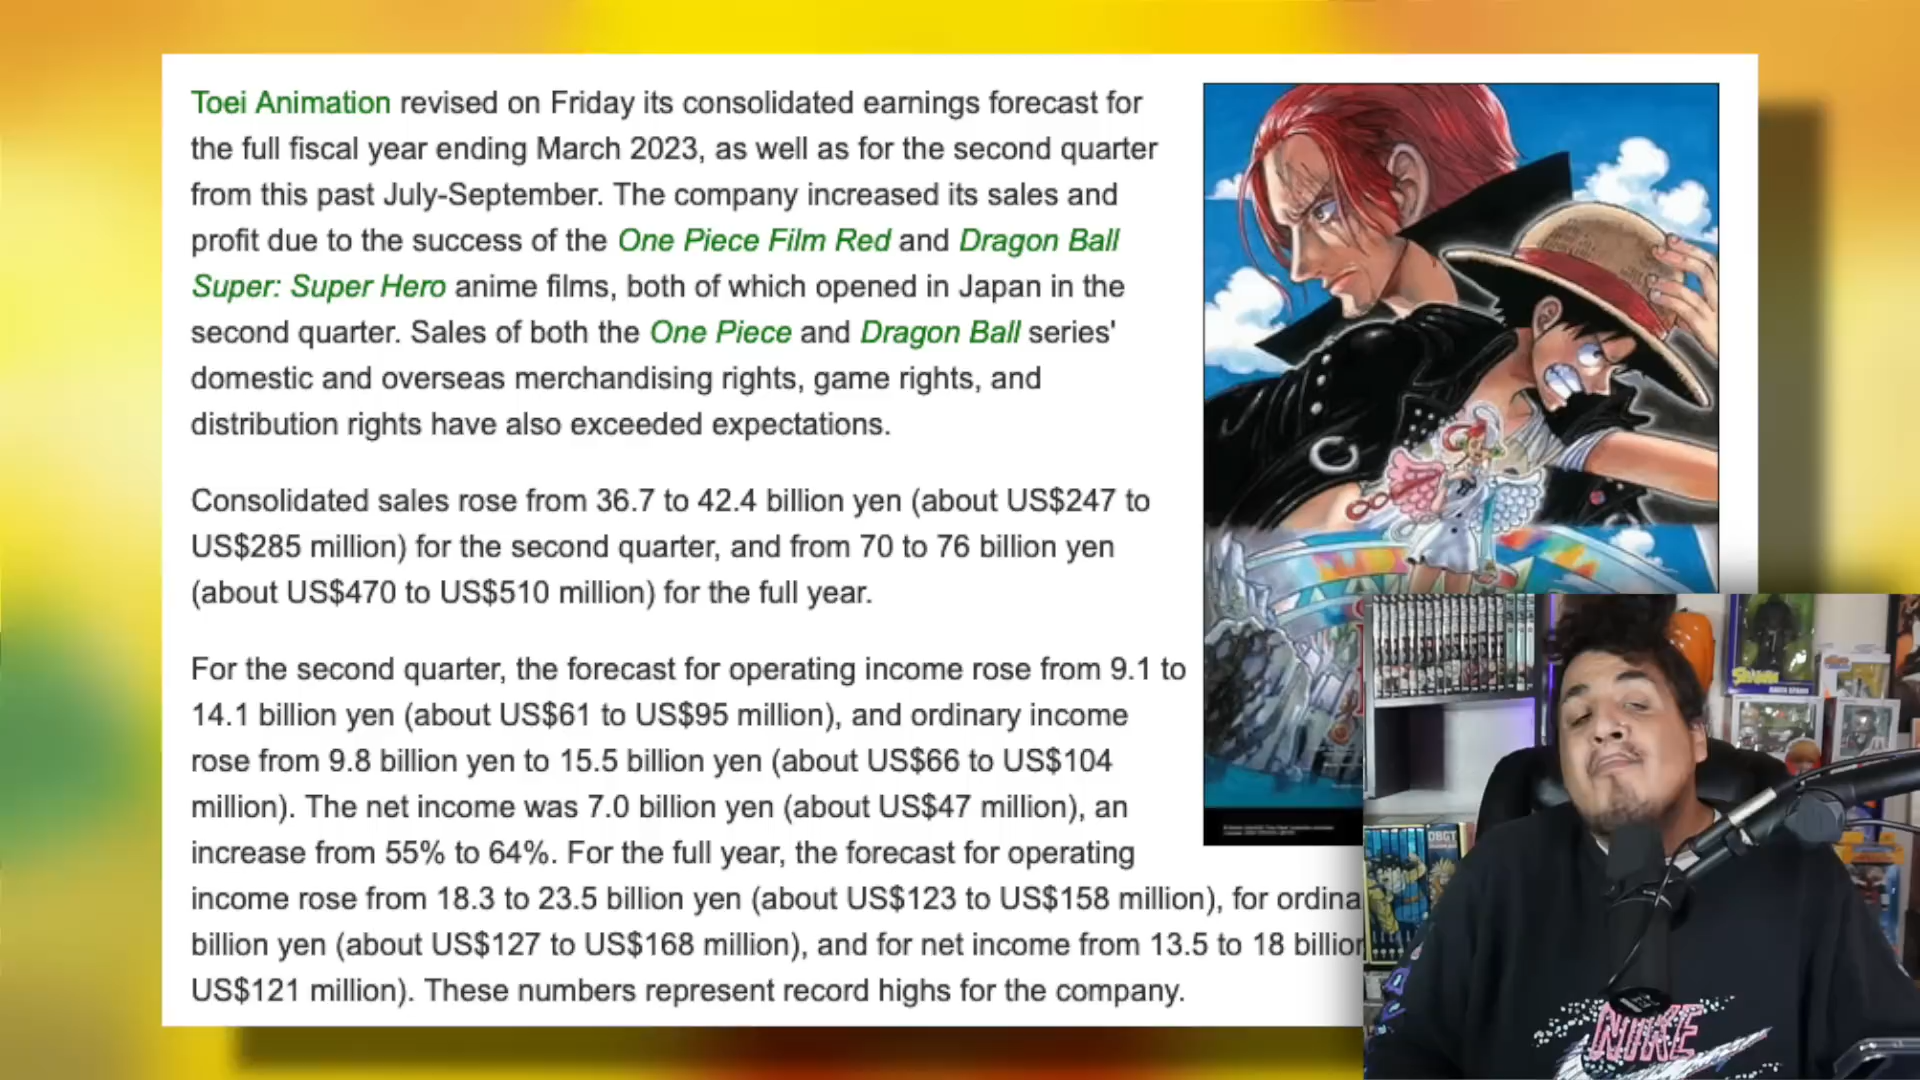 Toei Animation revised on Friday its consolidated earnings forecast for
the full fiscal year ending March 2023, as well as for the second quarter
from this past July-September. The company increased its sales and
profit due to the success of the One Piece Film Red and Dragon Ball
Super: Super Hero anime films, both of which opened in Japan in the
second quarter. Sales of both the One Piece and Dragon Ball series'
domestic and overseas merchandising rights, game rights, and
distribution rights have also exceeded expectations.
Consolidated sales rose from 36.7 to 42.4 billion yen (about US$247 to
US$285 million) for the second quarter, and from 70 to 76 billion yen
(about US$470 to US$510 million) for the full year.
For the second quarter, the forecast for operating income rose from 9.1 to
14.1 billion yen (about US$61 to US$95 million), and ordinary income
rose from 9.8 billion yen to 15.5 billion yen (about US$66 to US$104
million). The net income was 7.0 billion yen (about US$47 million), an
increase from 55% to 64%. For the full year, the forecast for operating
income rose from 18.3 to 23.5 billion yen (about US$123 to US$158 million), for ordina
billion yen (about US$127 to US$168 million), and for net income from 13.5 to 18 billion
US$121 million). These numbers represent record highs for the company.
SPAWN
DBGT
NIKE